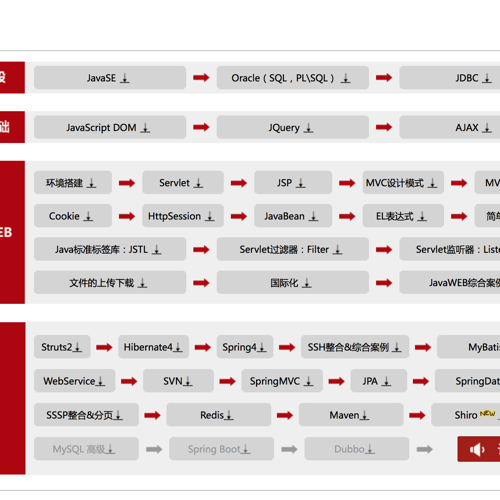 段 JavaSE Oracle（SQL，PL\SQL） JDBC
础 JavaScript DOM JQuery AJAX
环境搭建 Servlet JSP MVC设计模式 MV
EB Cookie HttpSession JavaBean EL表达式 简单
Java标准标签库：JSTL Servlet过滤器：Filter Servlet监听器：Liste
文件的上传下载 国际化 JavaWEB综合案例
Struts2 Hibernate4 Spring4 SSH整合&综合案例 MyBatis
WebService SVN SpringMVC JPA SpringDat
SSSP整合&分页 Redis Maven Shiro NEW
MySQL 高级 Spring Boot Dubbo